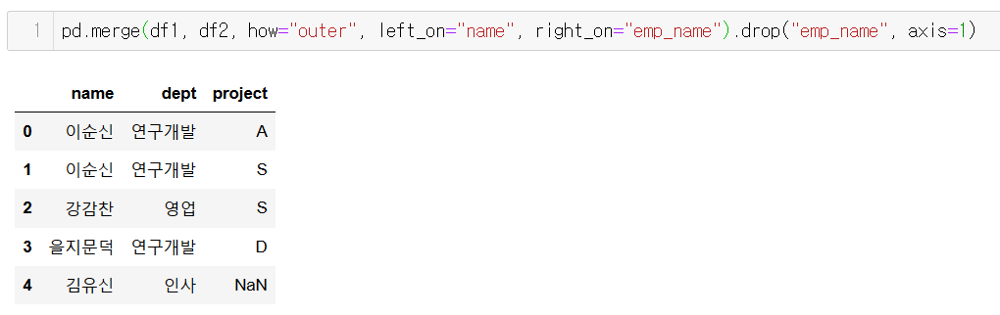 1 pd.merge(df1, df2, how="outer", left_on="name", right_on="emp_name").drop("emp_name", axis=1)
name dept project
0 이순신 연구개발 A
1 이순신 연구개발 S
2 강감찬 영업 S
3 을지문덕 연구개발 D
4 김유신 인사 NaN